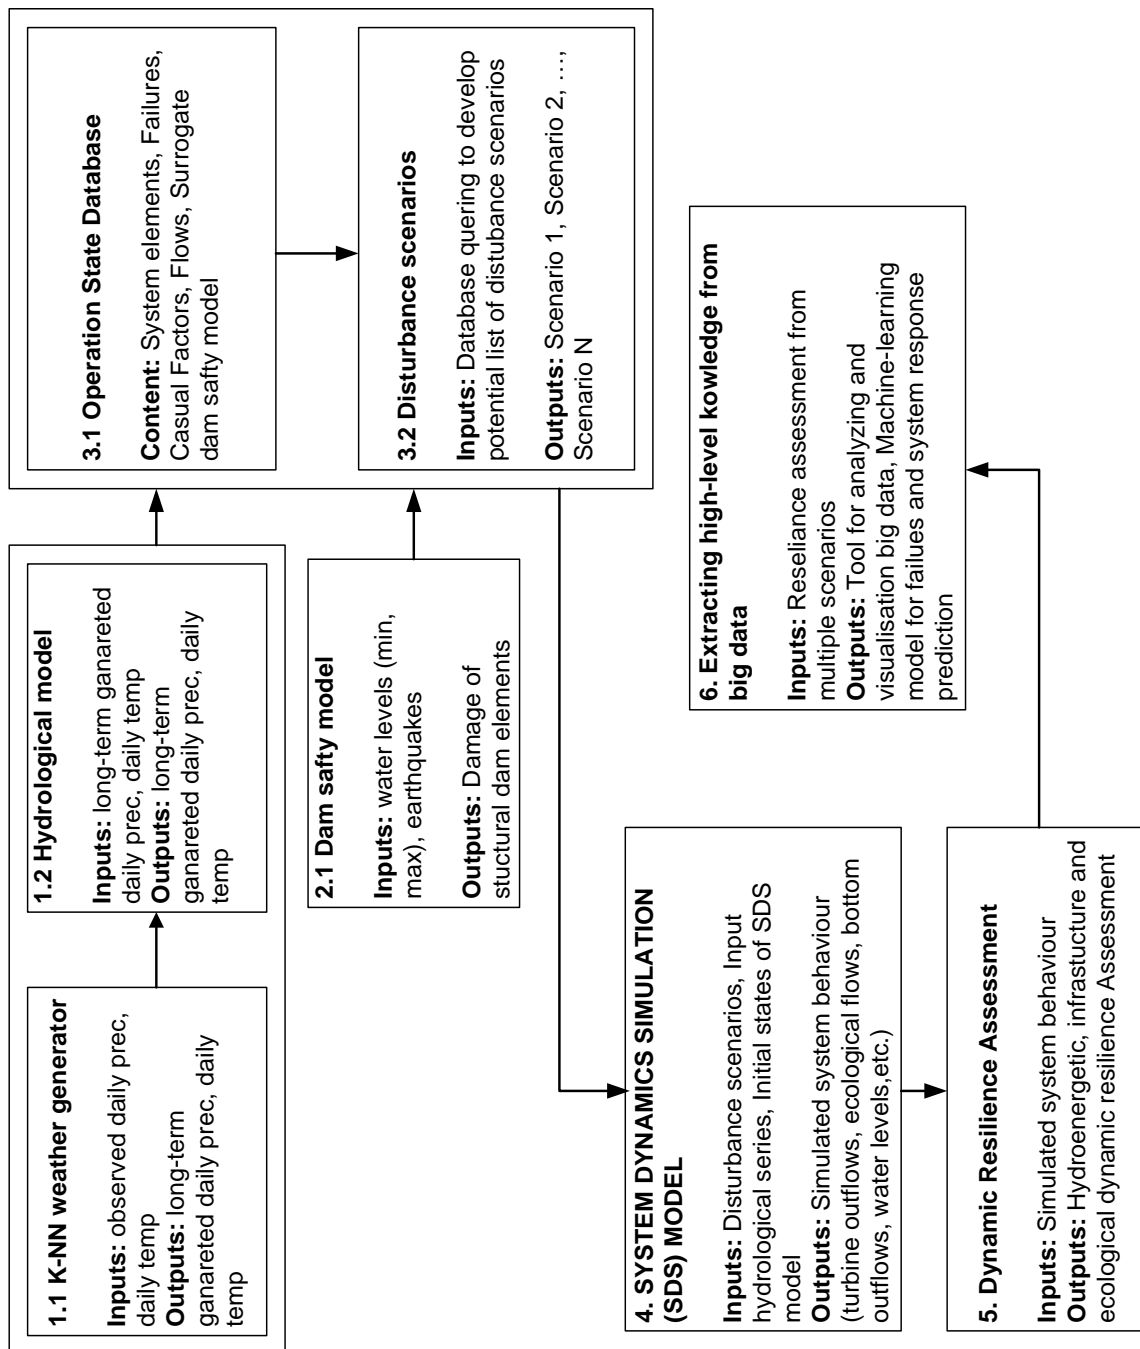 1.1 K-NN weather generator
Inputs: observed daily prec,
daily temp
Outputs: long-term
ganareted daily prec, daily
temp
1.2 Hydrological model
Inputs: long-term ganareted
daily prec, daily temp
Outputs: long-term
ganareted daily prec, daily
temp
2.1 Dam safty model
Inputs: water levels (min,
max), earthquakes
Outputs: Damage of
stuctural dam elements
3.1 Operation State Database
Content: System elements, Failures,
Casual Factors, Flows, Surrogate
dam safty model
3.2 Disturbance scenarios
Inputs: Database quering to develop
potential list of distubance scenarios
Outputs: Scenario 1, Scenario 2, ...,
Scenario N
4. SYSTEM DYNAMICS SIMULATION
(SDS) MODEL
Inputs: Disturbance scenarios, Input
hydrological series, Initial states of SDS
model
Outputs: Simulated system behaviour
(turbine outflows, ecological flows, bottom
outflows, water levels,etc.)
5. Dynamic Resilience Assessment
Inputs: Simulated system behaviour
Outputs: Hydroenergetic, infrastucture and
ecological dynamic resilience Assessment
6. Extracting high-level kowledge from
big data
Inputs: Reseliance assessment from
multiple scenarios
Outputs: Tool for analyzing and
visualisation big data, Machine-learning
model for failues and system response
prediction